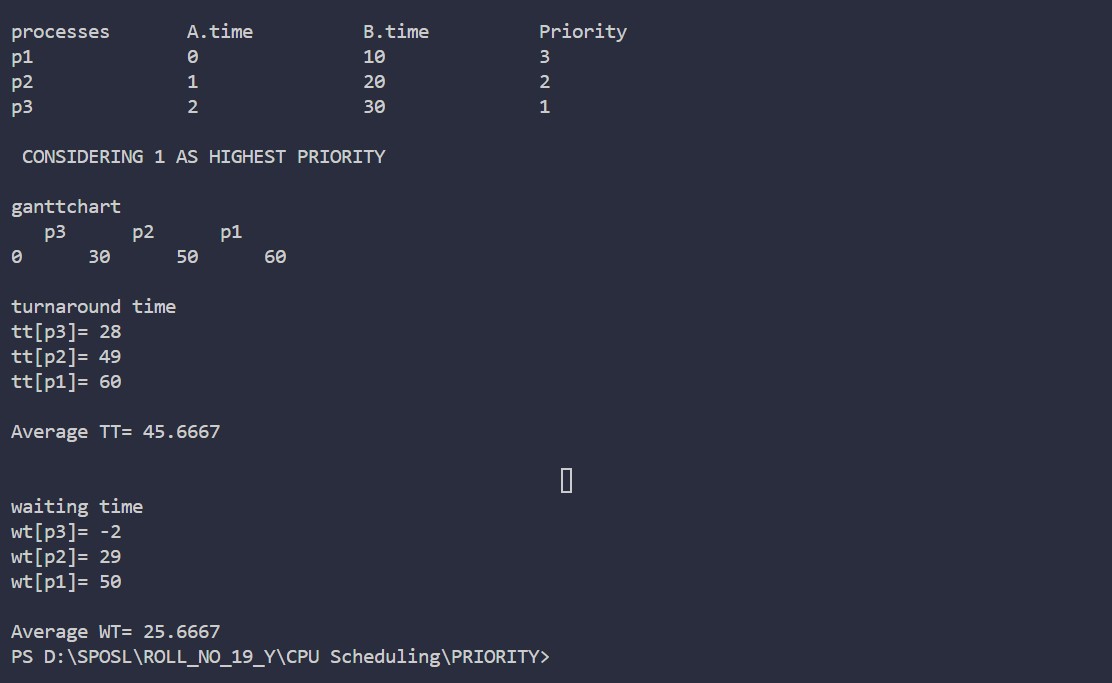 processes A.time B.time Priority
p1 0 10 3
p2 1 20 2
p3 2 30 1
CONSIDERING 1 AS HIGHEST PRIORITY
ganttchart
p3 p2 p1
0 30 50 60
turnaround time
tt[p3]= 28
tt[p2]= 49
tt[p1]= 60
Average TT= 45.6667
waiting time
wt[p3]= -2
wt[p2]= 29
wt[p1]= 50
Average WT= 25.6667
PS D:\SPOSL\ROLL_NO_19_Y\CPU Scheduling\PRIORITY>